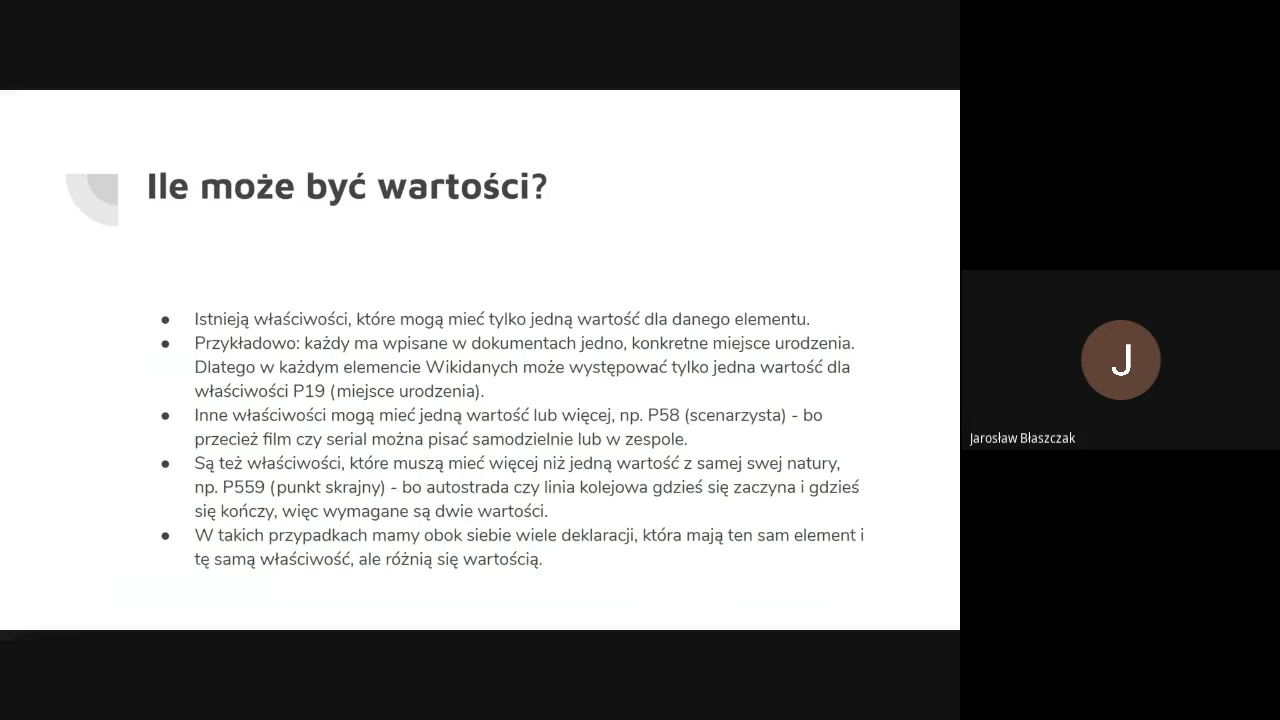 Ile może być wartości?
● Istnieją właściwości, które mogą mieć tylko jedną wartość dla danego elementu.
● Przykładowo: każdy ma wpisane w dokumentach jedno, konkretne miejsce urodzenia.
Dlatego w każdym elemencie Wikidanych może występować tylko jedna wartość dla
właściwości P19 (miejsce urodzenia).
● Inne właściwości mogą mieć jedną wartość lub więcej, np. P58 (scenarzysta) - bo
przecież film czy serial można pisać samodzielnie lub w zespole.
● Są też właściwości, które muszą mieć więcej niż jedną wartość z samej swej natury,
np. P559 (punkt skrajny) - bo autostrada czy linia kolejowa gdzieś się zaczyna i gdzieś
się kończy, więc wymagane są dwie wartości.
● W takich przypadkach mamy obok siebie wiele deklaracji, która mają ten sam element i
tę samą właściwość, ale różnią się wartością.
J
Jarosław Błaszczak